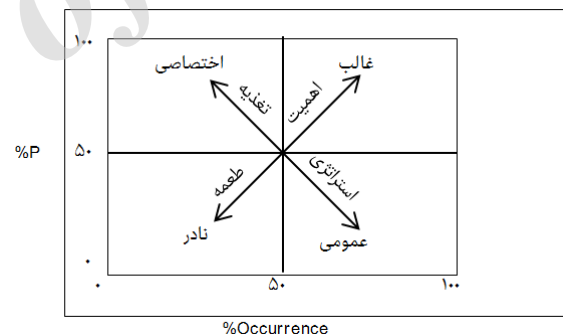 ۱۰۰
اختصاصی
غالب
تغذیه
اهمیت
%P
۵۰
طعمه
استراتژی
نادر
عمومی
۰
۰
۵۰
۱۰۰
%Occurrence